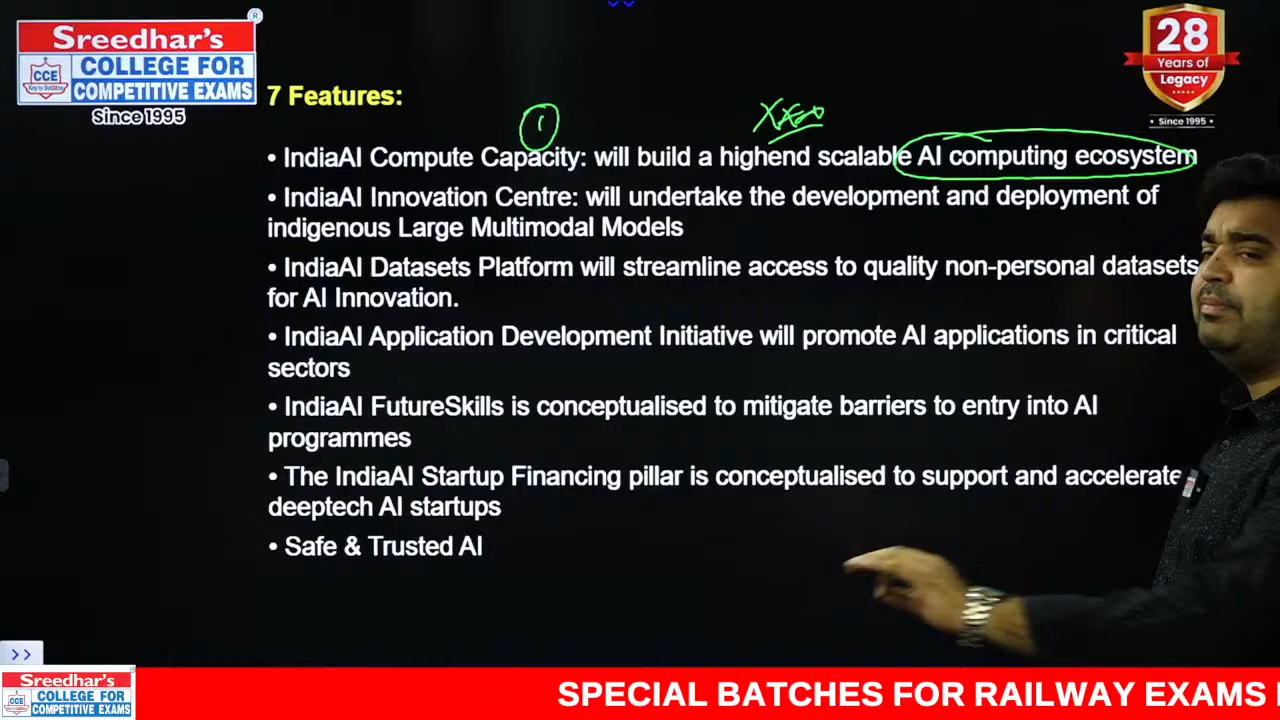 Sreedhar's
CCE
Key to Success
COLLEGE FOR
COMPETITIVE EXAMS
Since 1995
28
Years of
Legacy
• Since 1995 •
7 Features:
①
• IndiaAI Compute Capacity: will build a highend scalable AI computing ecosystem
• IndiaAI Innovation Centre: will undertake the development and deployment of
indigenous Large Multimodal Models
• IndiaAI Datasets Platform will streamline access to quality non-personal datasets
for AI Innovation.
• IndiaAI Application Development Initiative will promote AI applications in critical
sectors
• IndiaAI FutureSkills is conceptualised to mitigate barriers to entry into AI
programmes
• The IndiaAI Startup Financing pillar is conceptualised to support and accelerate
deeptech AI startups
• Safe & Trusted AI
>>
Sreedhar's
CCE
COLLEGE FOR
COMPETITIVE EXAMS
SPECIAL BATCHES FOR RAILWAY EXAMS